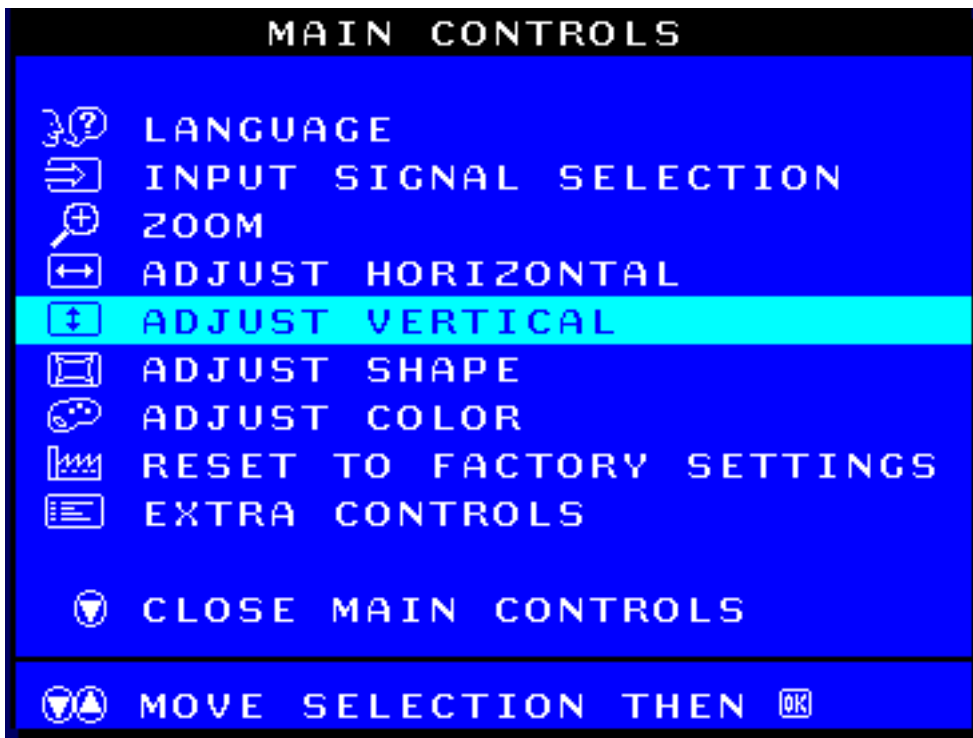 MAIN CONTROLS
LANGUAGE
INPUT SIGNAL SELECTION
ZOOM
ADJUST HORIZONTAL
ADJUST VERTICAL
ADJUST SHAPE
ADJUST COLOR
RESET TO FACTORY SETTINGS
EXTRA CONTROLS
CLOSE MAIN CONTROLS
MOVE SELECTION THEN OK